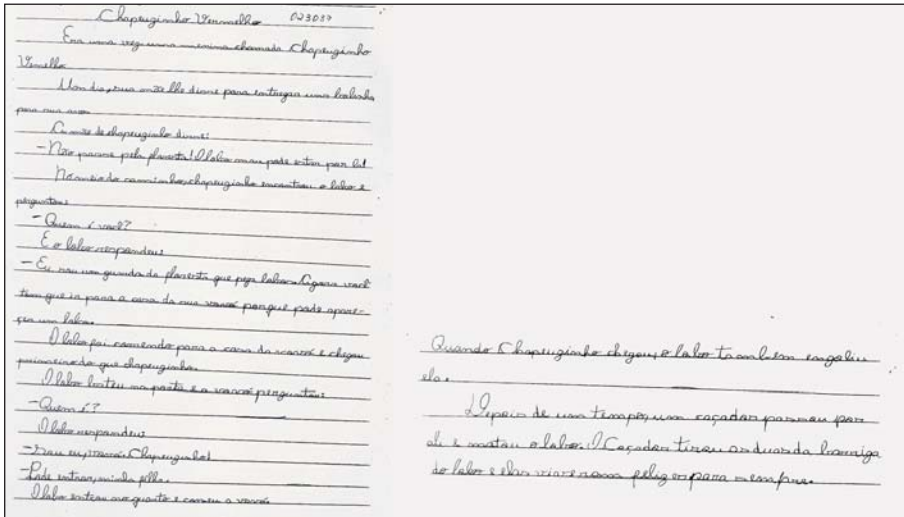 Chapeuzinho Vermelho 023037
Era uma vez uma menina chamada Chapeuzinho
Vemelho.
Um dia, sua mãe lhe disse para entregar uma
para sua
A mãe de chapeuzinho disse:
- Não passe pela floresta! O lobo mau pode estar por lá!
No meio do caminho, chapeuzinho encontrou o lobo e
perguntou:
- Quem é você?
E o lobo respondeu:
- Eu sou um guarda da floresta que pega lobos. Agora você
tem que ir para a casa da sua vovó porque pode apare-
çer um lobo.
O lobo foi correndo para a casa da vovó e chegou
primeiro do que chapeuzinho.
O lobo bateu na porta e a vovó perguntou:
- Quem é?
O lobo respondeu:
- Sou eu, vovó, Chapeuzinho!
- Pode entrar, minha filha.
O lobo entrou no quarto e comeu a vovó.
Quando Chapeuzinho chegou, o lobo também engoliu
ela.
Depois de um tempo, um caçador passou por
ali e matou o lobo. O Caçador tirou as duas da barriga
do lobo e elas viveram felizes para sempre.